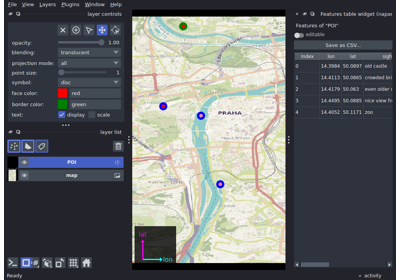 File View Layers Plugins Window Help
layer controls
opacity: 1.00
blending: translucent
projection mode: all
point size: 1
symbol: disc
face color: red
border color: green
text: display scale
layer list
POI
map
Ready
PRAHA
lat
lon
Features table widget (napar
Features of "POI"
editable
Save as CSV...
Index lon lat sigh
0 14.3984 50.0897 old castle
1 14.4113 50.0865 crowded bri
2 14.4179 50.063 even older c
3 14.4495 50.0885 nice view fr
4 14.4052 50.1171 zoo
activity